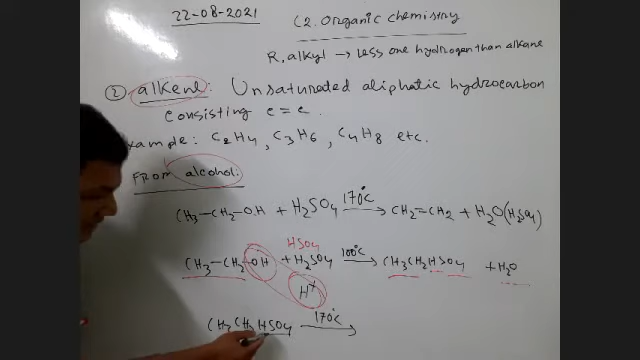 22-08-2021 C2. Organic chemistry
R, alkyl → Less one hydrogen than alkane
② alkene: Unsaturated aliphatic hydrocarbon
consisting C=C.
xample: C2H4, C3H6, C4H8 etc.
From alcohol:
CH3-CH2-OH + H2SO4 170°C→ CH2=CH2 + H2O(H2SO4)
HSO4
CH3-CH2-OH + H2SO4 100°C→ CH3CH2HSO4 + H2O
H+
CH3CH2HSO4 170°C→